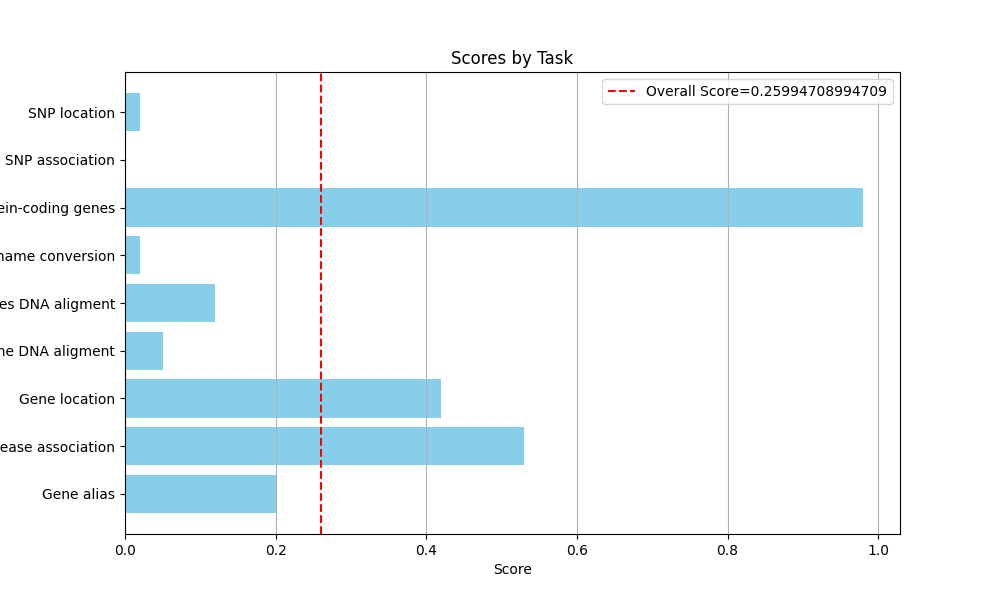 Scores by Task
Overall Score=0.25994708994709
SNP location
SNP association
ein-coding genes
name conversion
es DNA aligment
ne DNA aligment
Gene location
ease association
Gene alias
0.0 0.2 0.4 0.6 0.8 1.0
Score